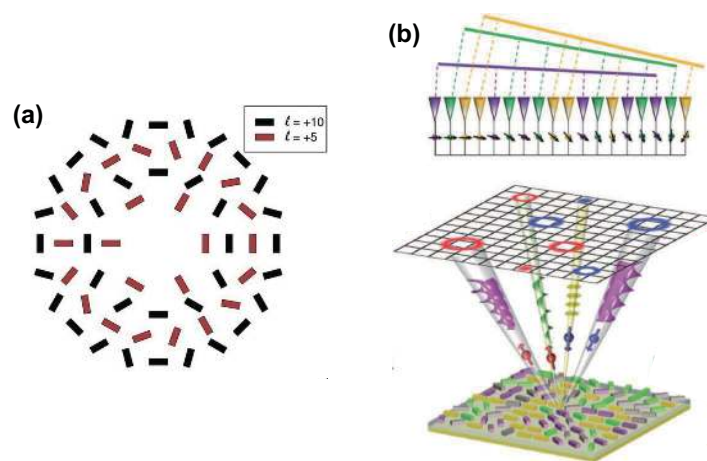 (a)
ℓ = +10
ℓ = +5
(b)